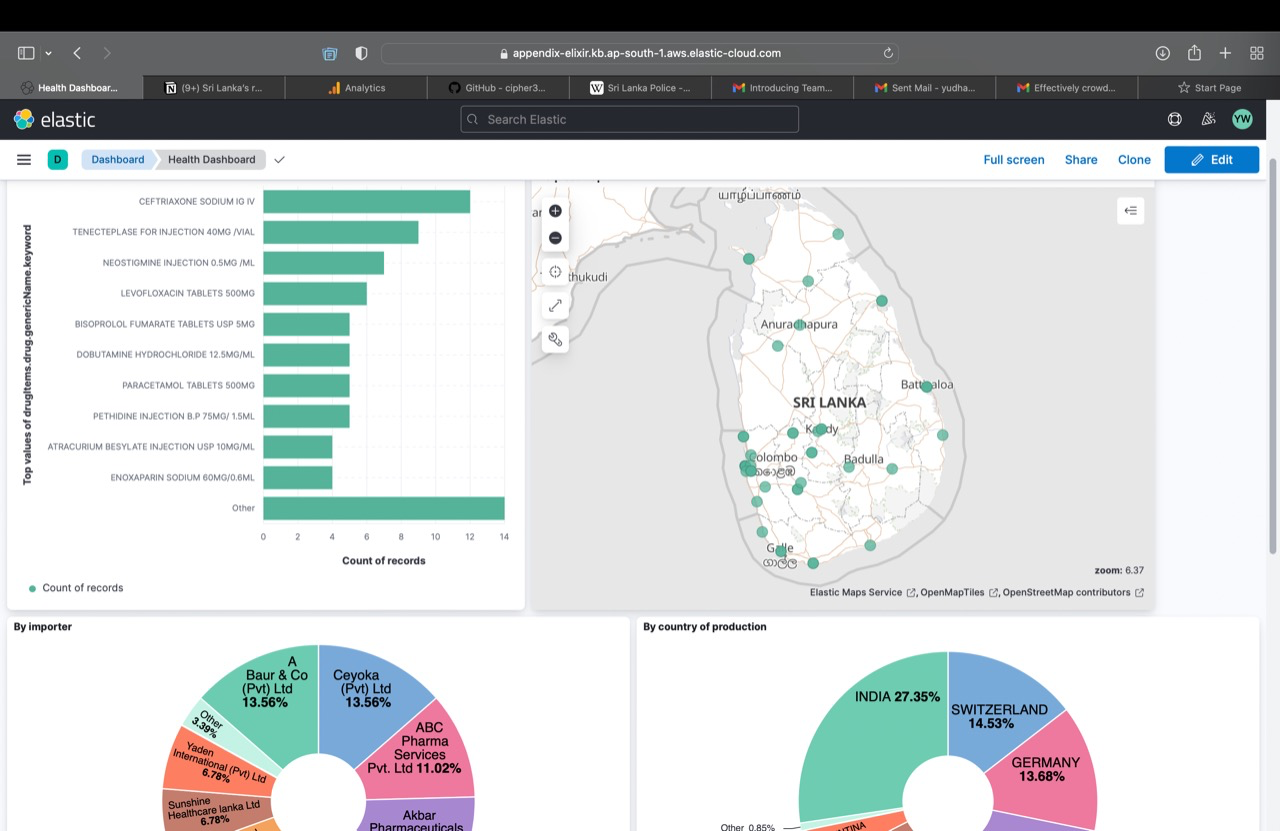 appendix-elixir.kb.ap-south-1.aws.elastic-cloud.com
Health Dashboar...
(9+) Sri Lanka's r...
Analytics
GitHub - cipher3...
Sri Lanka Police -...
Introducing Team...
Sent Mail - yudha...
Effectively crowd...
Start Page
elastic
Search Elastic
YW
D
Dashboard
Health Dashboard
Full screen
Share
Clone
Edit
Top values of drugItems.drug.genericName.keyword
CEFTRIAXONE SODIUM IG IV
TENECTEPLASE FOR INJECTION 40MG /VIAL
NEOSTIGMINE INJECTION 0.5MG /ML
LEVOFLOXACIN TABLETS 500MG
BISOPROLOL FUMARATE TABLETS USP 5MG
DOBUTAMINE HYDROCHLORIDE 12.5MG/ML
PARACETAMOL TABLETS 500MG
PETHIDINE INJECTION B.P 75MG/ 1.5ML
ATRACURIUM BESYLATE INJECTION USP 10MG/ML
ENOXAPARIN SODIUM 60MG/0.6ML
Other
0 2 4 6 8 10 12 14
Count of records
Count of records
யாழ்ப்பாணம்
thukudi
Anuradhapura
Batticaloa
SRI LANKA
Kandy
Colombo
කොළඹ
Badulla
Galle
ගාල්ල
zoom: 6.37
Elastic Maps Service , OpenMapTiles , OpenStreetMap contributors
By importer
A
Baur & Co
(Pvt) Ltd
13.56%
Ceyoka
(Pvt) Ltd
13.56%
ABC
Pharma
Services
Pvt. Ltd 11.02%
Akbar
Pharmaceuticals
Other
3.39%
Yaden
International (Pvt) Ltd
6.78%
Sunshine
Healthcare lanka Ltd
6.78%
By country of production
INDIA 27.35%
SWITZERLAND
14.53%
GERMANY
13.68%
Other 0.85%